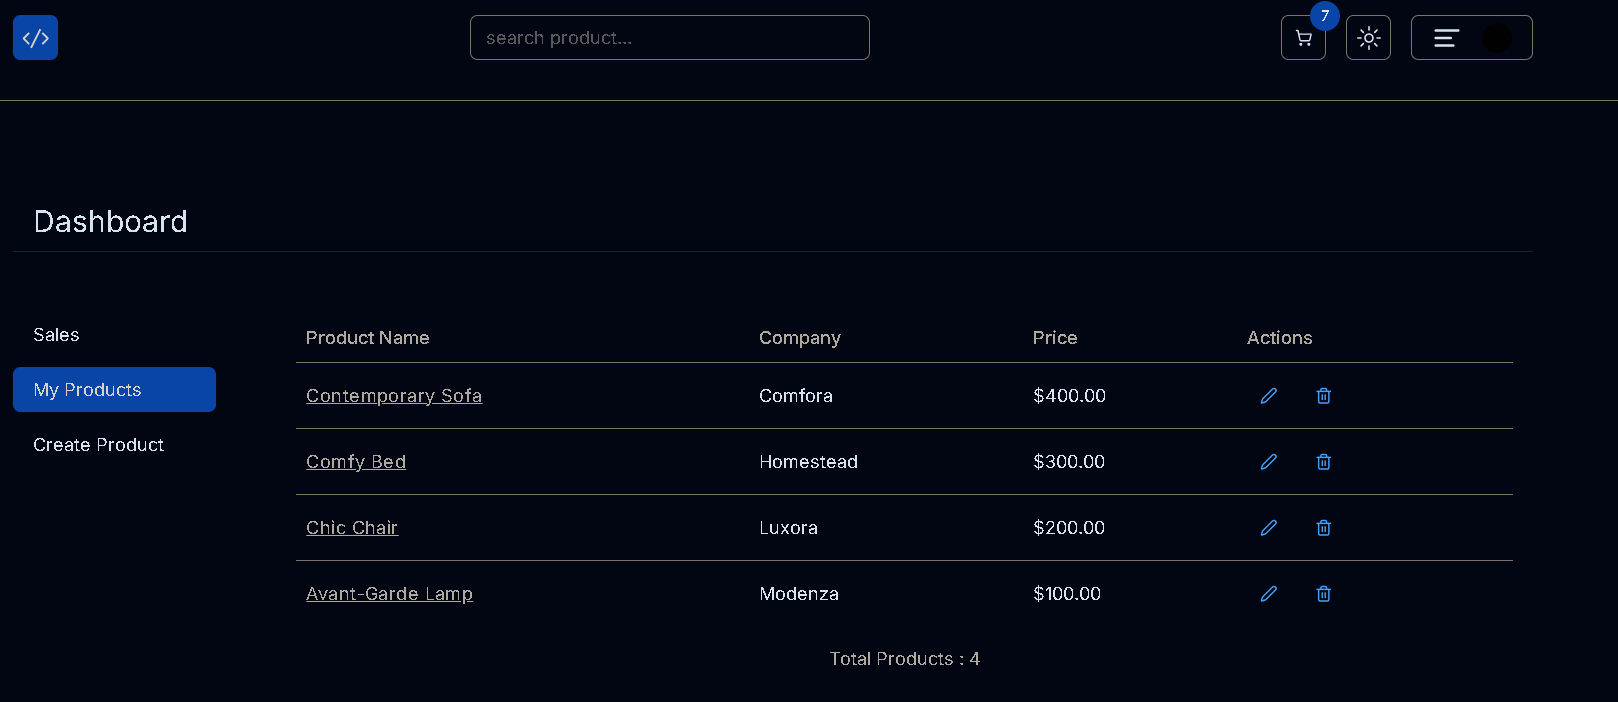 </>
search product...
7
Dashboard
Sales
My Products
Create Product
Product Name Company Price Actions
Contemporary Sofa Comfora $400.00
Comfy Bed Homestead $300.00
Chic Chair Luxora $200.00
Avant-Garde Lamp Modenza $100.00
Total Products : 4